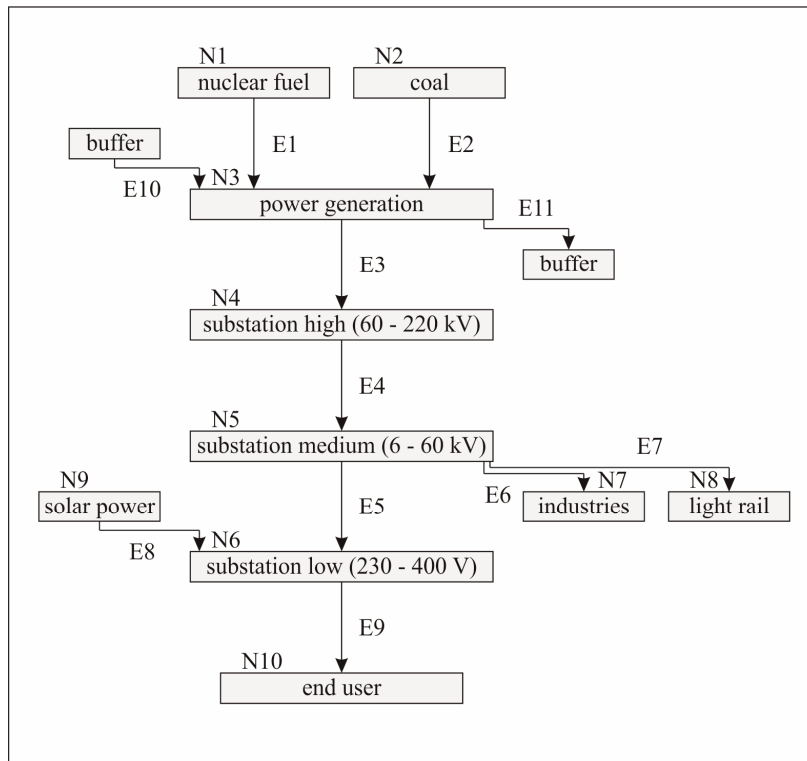 N1
nuclear fuel
N2
coal
buffer
E1
E2
E10
N3
power generation
E11
buffer
E3
N4
substation high (60 - 220 kV)
E4
N5
substation medium (6 - 60 kV)
E7
N9
solar power
E5
E6
N7
industries
N8
light rail
E8
N6
substation low (230 - 400 V)
E9
N10
end user